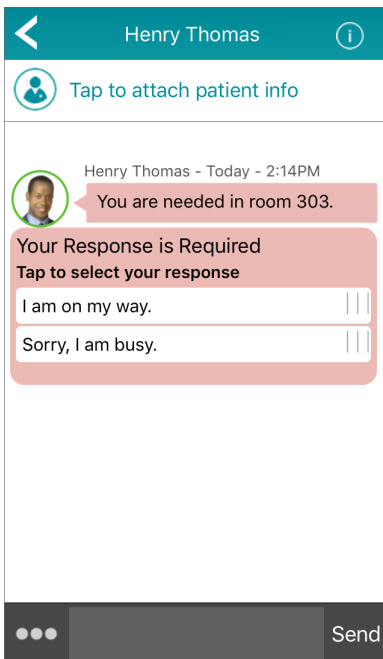 Henry Thomas
Tap to attach patient info
Henry Thomas - Today - 2:14PM
You are needed in room 303.
Your Response is Required
Tap to select your response
I am on my way.
Sorry, I am busy.
Send